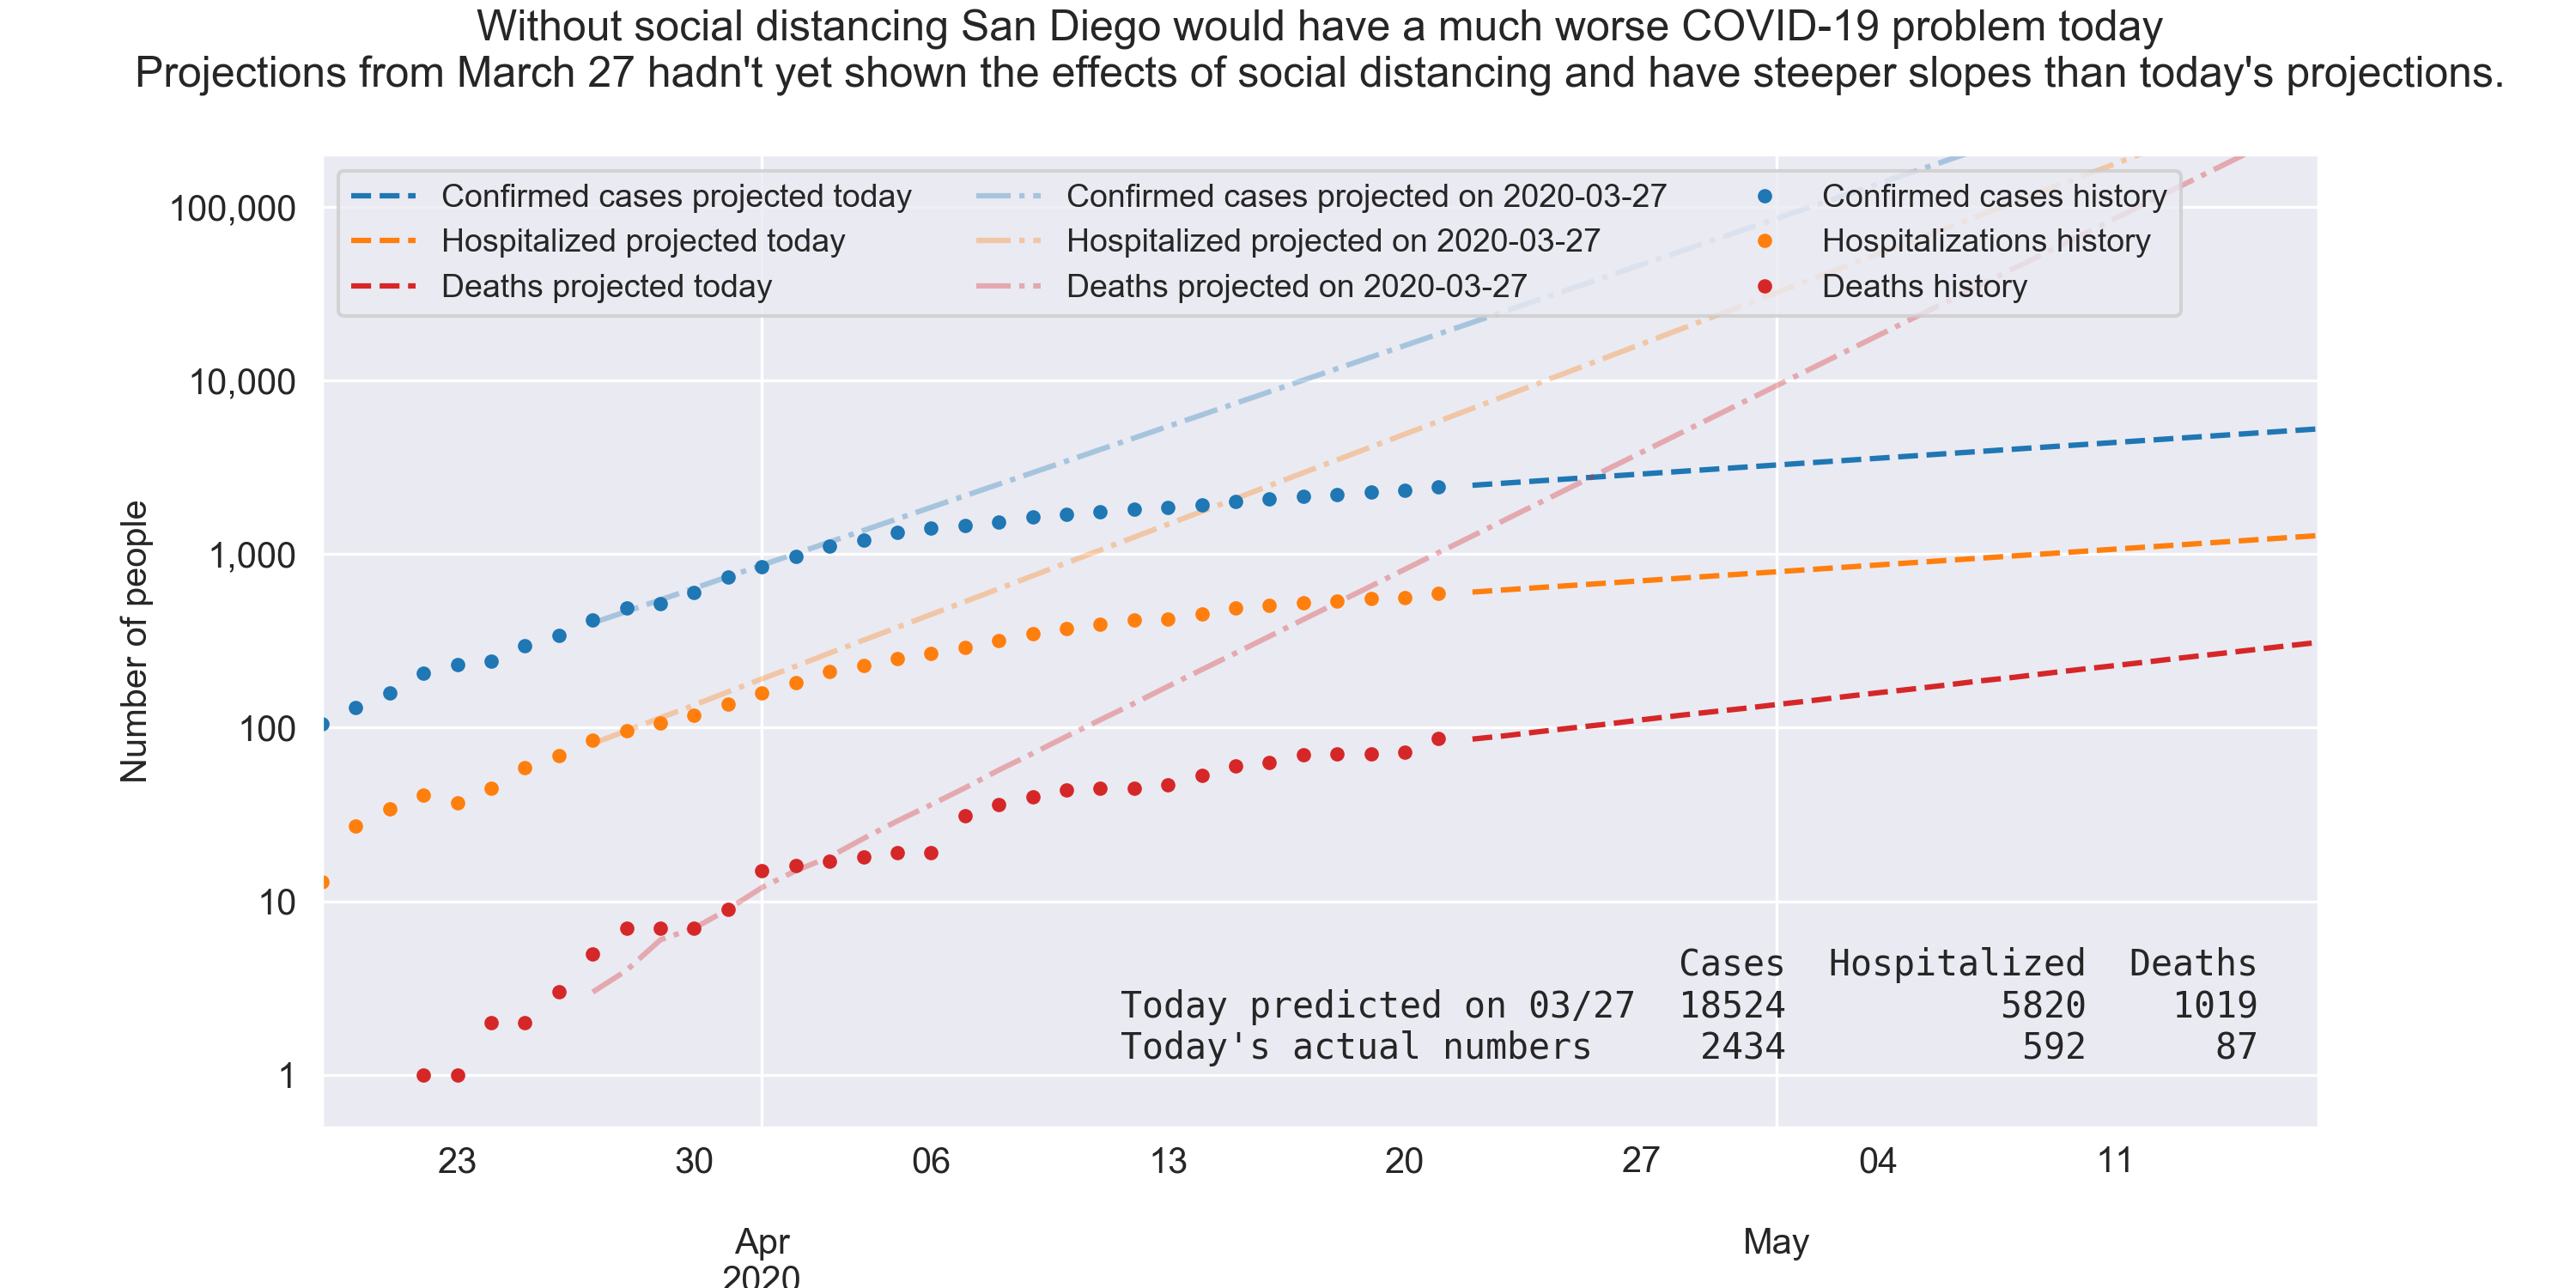 Without social distancing San Diego would have a much worse COVID-19 problem today
Projections from March 27 hadn't yet shown the effects of social distancing and have steeper slopes than today's projections.
Confirmed cases projected today
Hospitalized projected today
Deaths projected today
Confirmed cases projected on 2020-03-27
Hospitalized projected on 2020-03-27
Deaths projected on 2020-03-27
Confirmed cases history
Hospitalizations history
Deaths history
Number of people
100,000
10,000
1,000
100
10
1
Cases Hospitalized Deaths
Today predicted on 03/27 18524 5820 1019
Today's actual numbers 2434 592 87
23 30 06 13 20 27 04 11
Apr May
2020